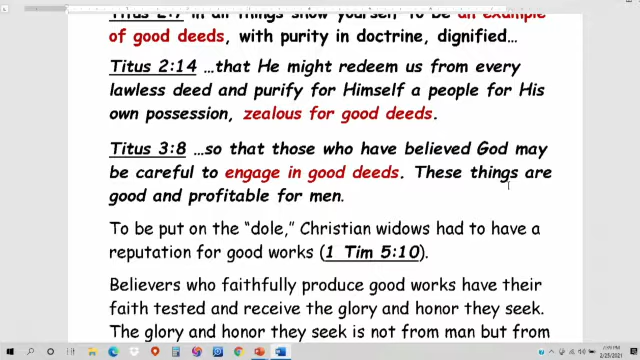 Titus 2:7 in all things show yourself to be an example
of good deeds, with purity in doctrine, dignified…
Titus 2:14 …that He might redeem us from every
lawless deed and purify for Himself a people for His
own possession, zealous for good deeds.
Titus 3:8 …so that those who have believed God may
be careful to engage in good deeds. These things are
good and profitable for men.
To be put on the “dole,” Christian widows had to have a
reputation for good works (1 Tim 5:10).
Believers who faithfully produce good works have their
faith tested and receive the glory and honor they seek.
The glory and honor they seek is not from man but from
2/25/2021